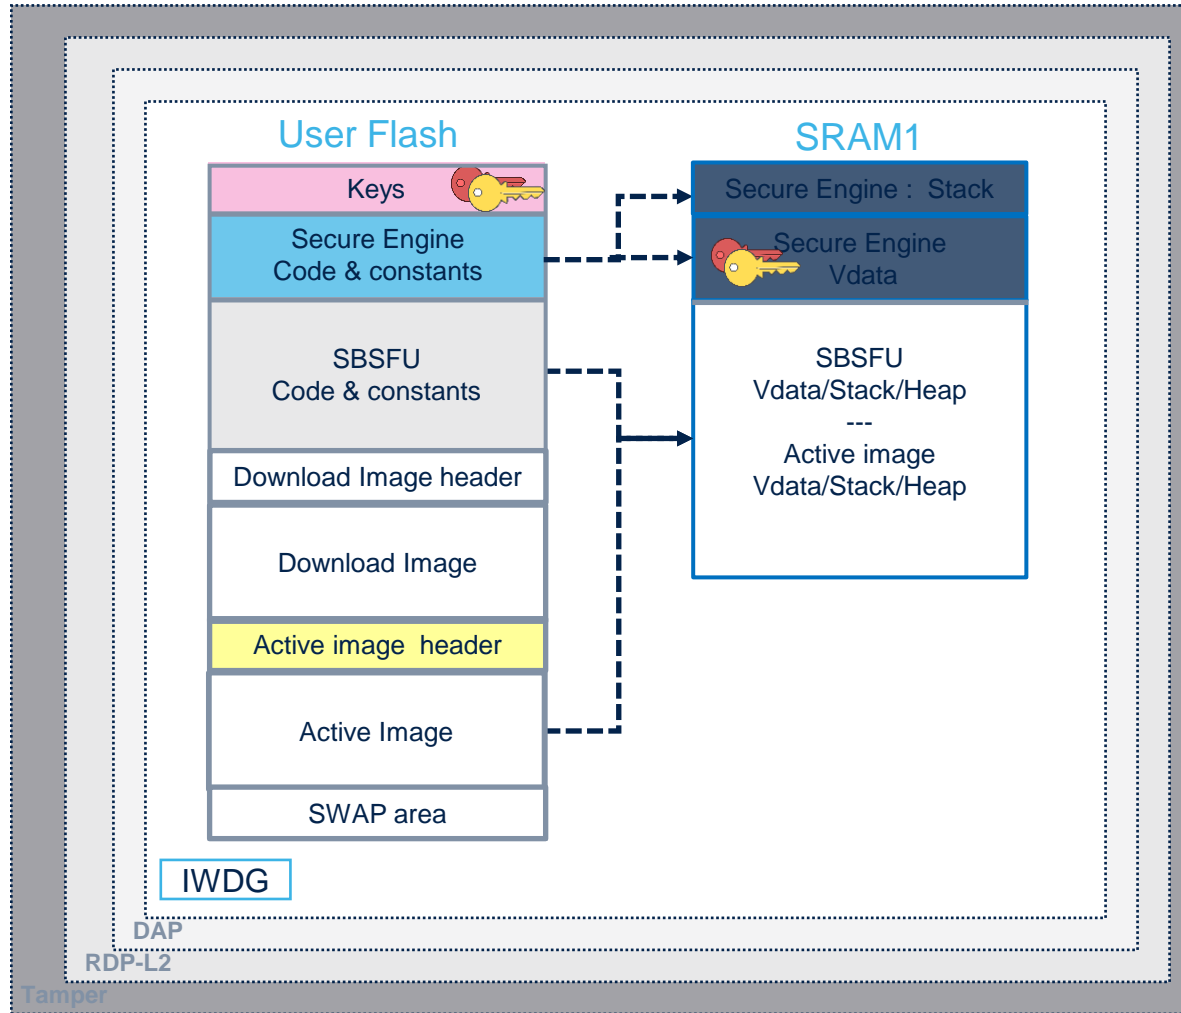 User Flash
Keys
Secure Engine
Code & constants
SBSFU
Code & constants
Download Image header
Download Image
Active image header
Active Image
SWAP area
SRAM1
Secure Engine : Stack
Secure Engine
Vdata
SBSFU
Vdata/Stack/Heap
---
Active image
Vdata/Stack/Heap
IWDG
DAP
RDP-L2
Tamper